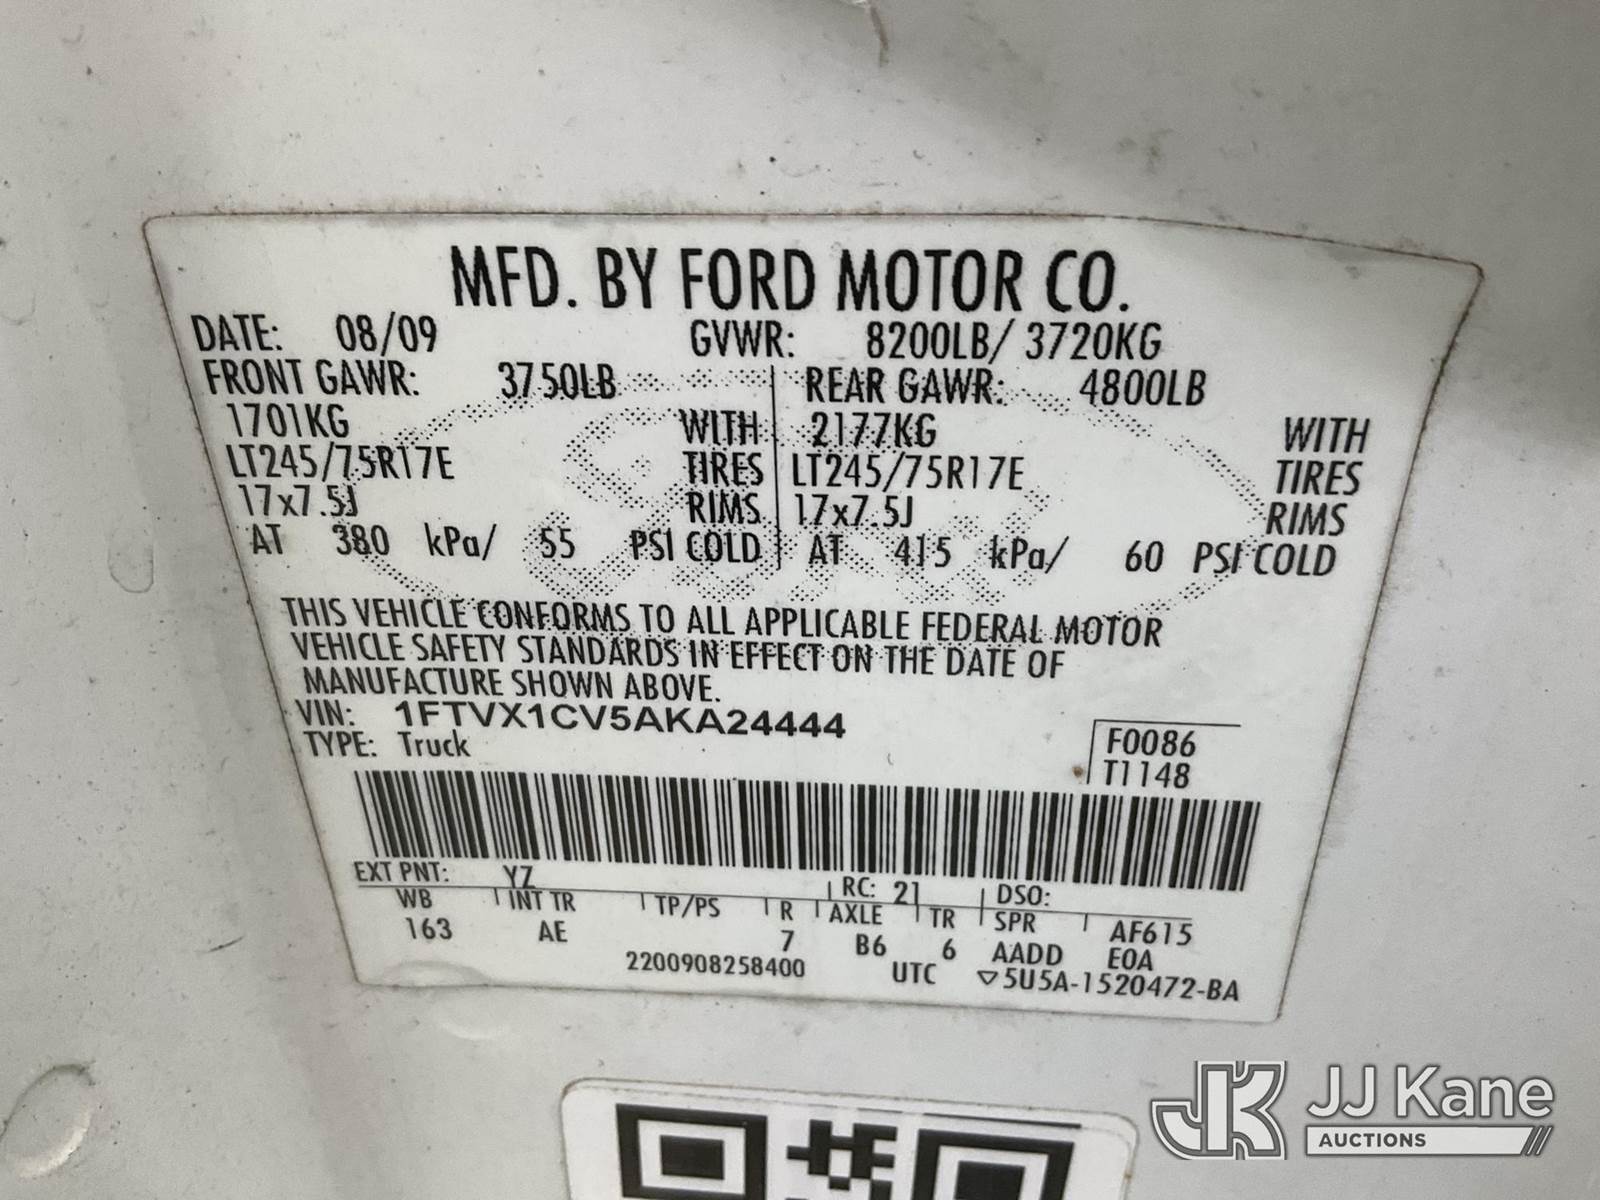 MFD. BY FORD MOTOR CO.
DATE: 08/09 GVWR: 8200LB/ 3720KG
FRONT GAWR: 3750LB REAR GAWR: 4800LB
1701KG WITH 2177KG WITH
LT245/75R17E TIRES LT245/75R17E TIRES
17x7.5J RIMS 17x7.5J RIMS
AT 380 kPa/ 55 PSI COLD AT 415 kPa/ 60 PSI COLD
THIS VEHICLE CONFORMS TO ALL APPLICABLE FEDERAL MOTOR
VEHICLE SAFETY STANDARDS IN EFFECT ON THE DATE OF
MANUFACTURE SHOWN ABOVE.
VIN: 1FTVX1CV5AKA24444
TYPE: Truck
F0086
T1148
EXT PNT: YZ RC: 21 DSO:
WB INT TR TP/PS R AXLE TR SPR AF615
163 AE 7 B6 6 AADD E0A
2200908258400 UTC ▽5U5A-1520472-BA
JK JJ Kane
AUCTIONS